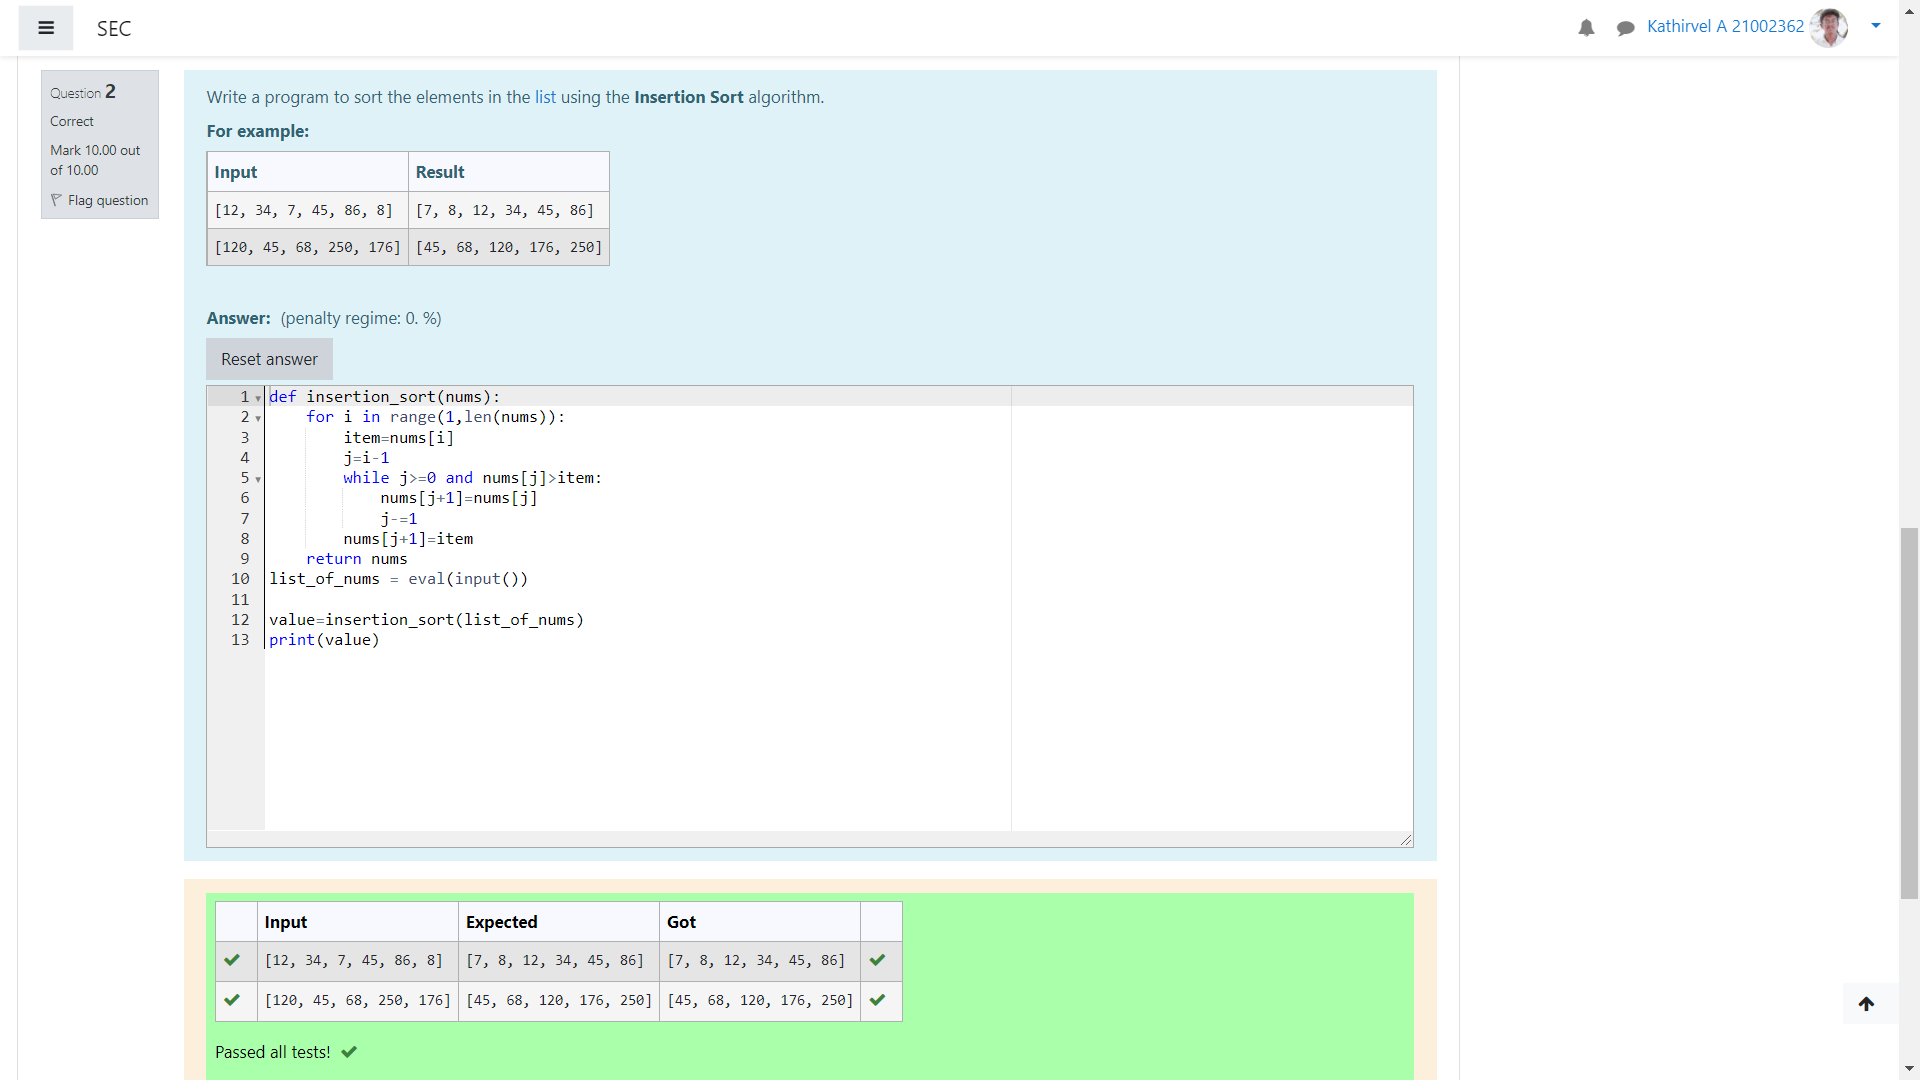 SEC
Kathirvel A 21002362
Question 2
Correct
Mark 10.00 out
of 10.00
Flag question
Write a program to sort the elements in the list using the Insertion Sort algorithm.
For example:
Input Result
[12, 34, 7, 45, 86, 8] [7, 8, 12, 34, 45, 86]
[120, 45, 68, 250, 176] [45, 68, 120, 176, 250]
Answer: (penalty regime: 0. %)
Reset answer
1 def insertion_sort(nums):
2     for i in range(1,len(nums)):
3         item=nums[i]
4         j=i-1
5         while j>=0 and nums[j]>item:
6             nums[j+1]=nums[j]
7             j-=1
8         nums[j+1]=item
9     return nums
10 list_of_nums = eval(input())
11
12 value=insertion_sort(list_of_nums)
13 print(value)
Input Expected Got
[12, 34, 7, 45, 86, 8] [7, 8, 12, 34, 45, 86] [7, 8, 12, 34, 45, 86]
[120, 45, 68, 250, 176] [45, 68, 120, 176, 250] [45, 68, 120, 176, 250]
Passed all tests!